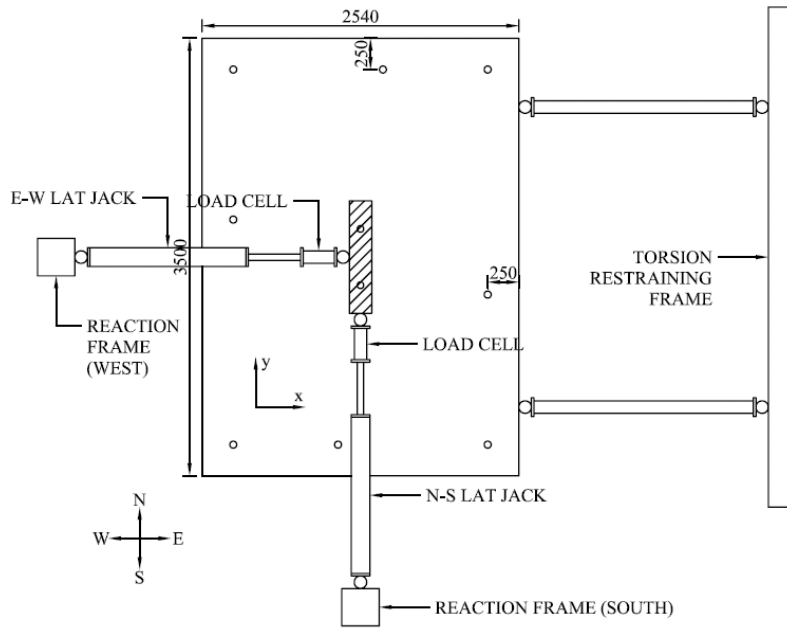 2540
250
E-W LAT JACK
LOAD CELL
3500
250
TORSION
RESTRAINING
FRAME
REACTION
FRAME
(WEST)
LOAD CELL
y
x
N-S LAT JACK
N
W
E
S
REACTION FRAME (SOUTH)